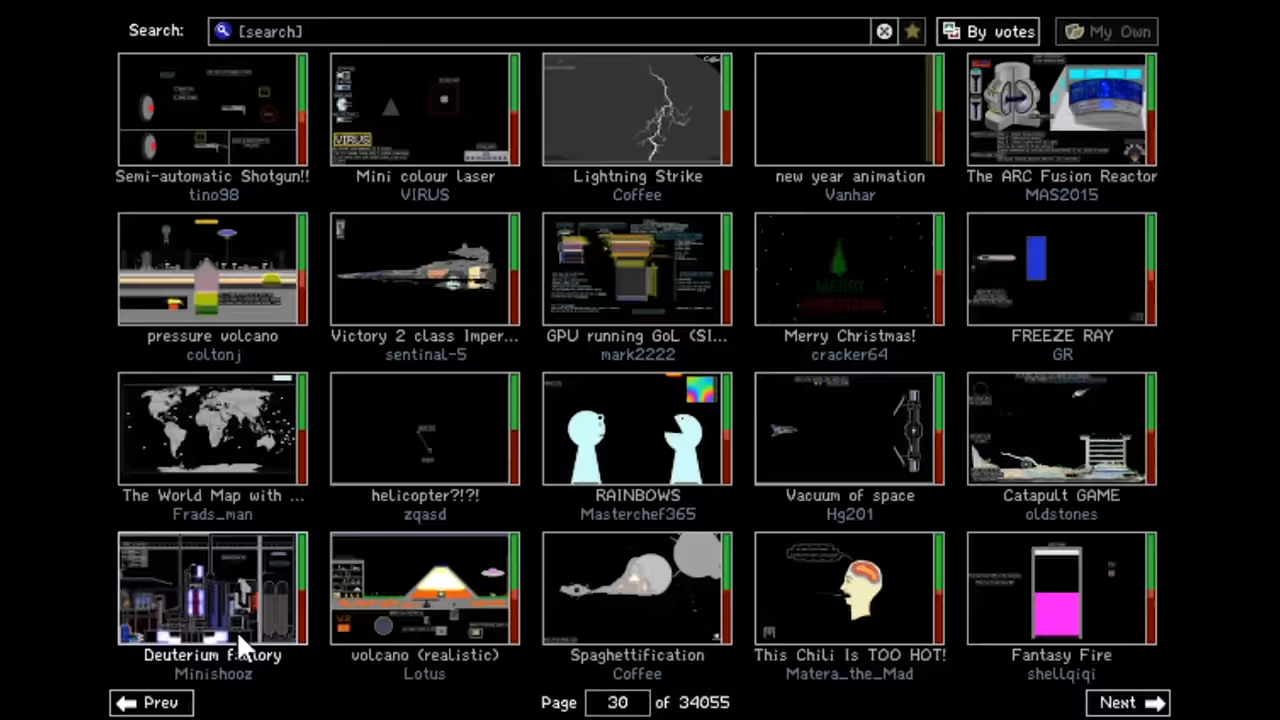 Search: [search] By votes My Own
VIRUS
Semi-automatic Shotgun!! Mini colour laser Lightning Strike new year animation The ARC Fusion Reactor
tino98 VIRUS Coffee Vanhar MAS2015
MERRY
pressure volcano Victory 2 class Imper... GPU running GoL (SI... Merry Christmas! FREEZE RAY
coltonj sentinal-5 mark2222 cracker64 GR
The World Map with ... helicopter?!?! RAINBOWS Vacuum of space Catapult GAME
Frads_man zqasd Masterchef365 Hg201 oldstones
Deuterium factory volcano (realistic) Spaghettification This Chili Is TOO HOT! Fantasy Fire
Minishooz Lotus Coffee Matera_the_Mad shellqiqi
Prev Page 30 of 34055 Next